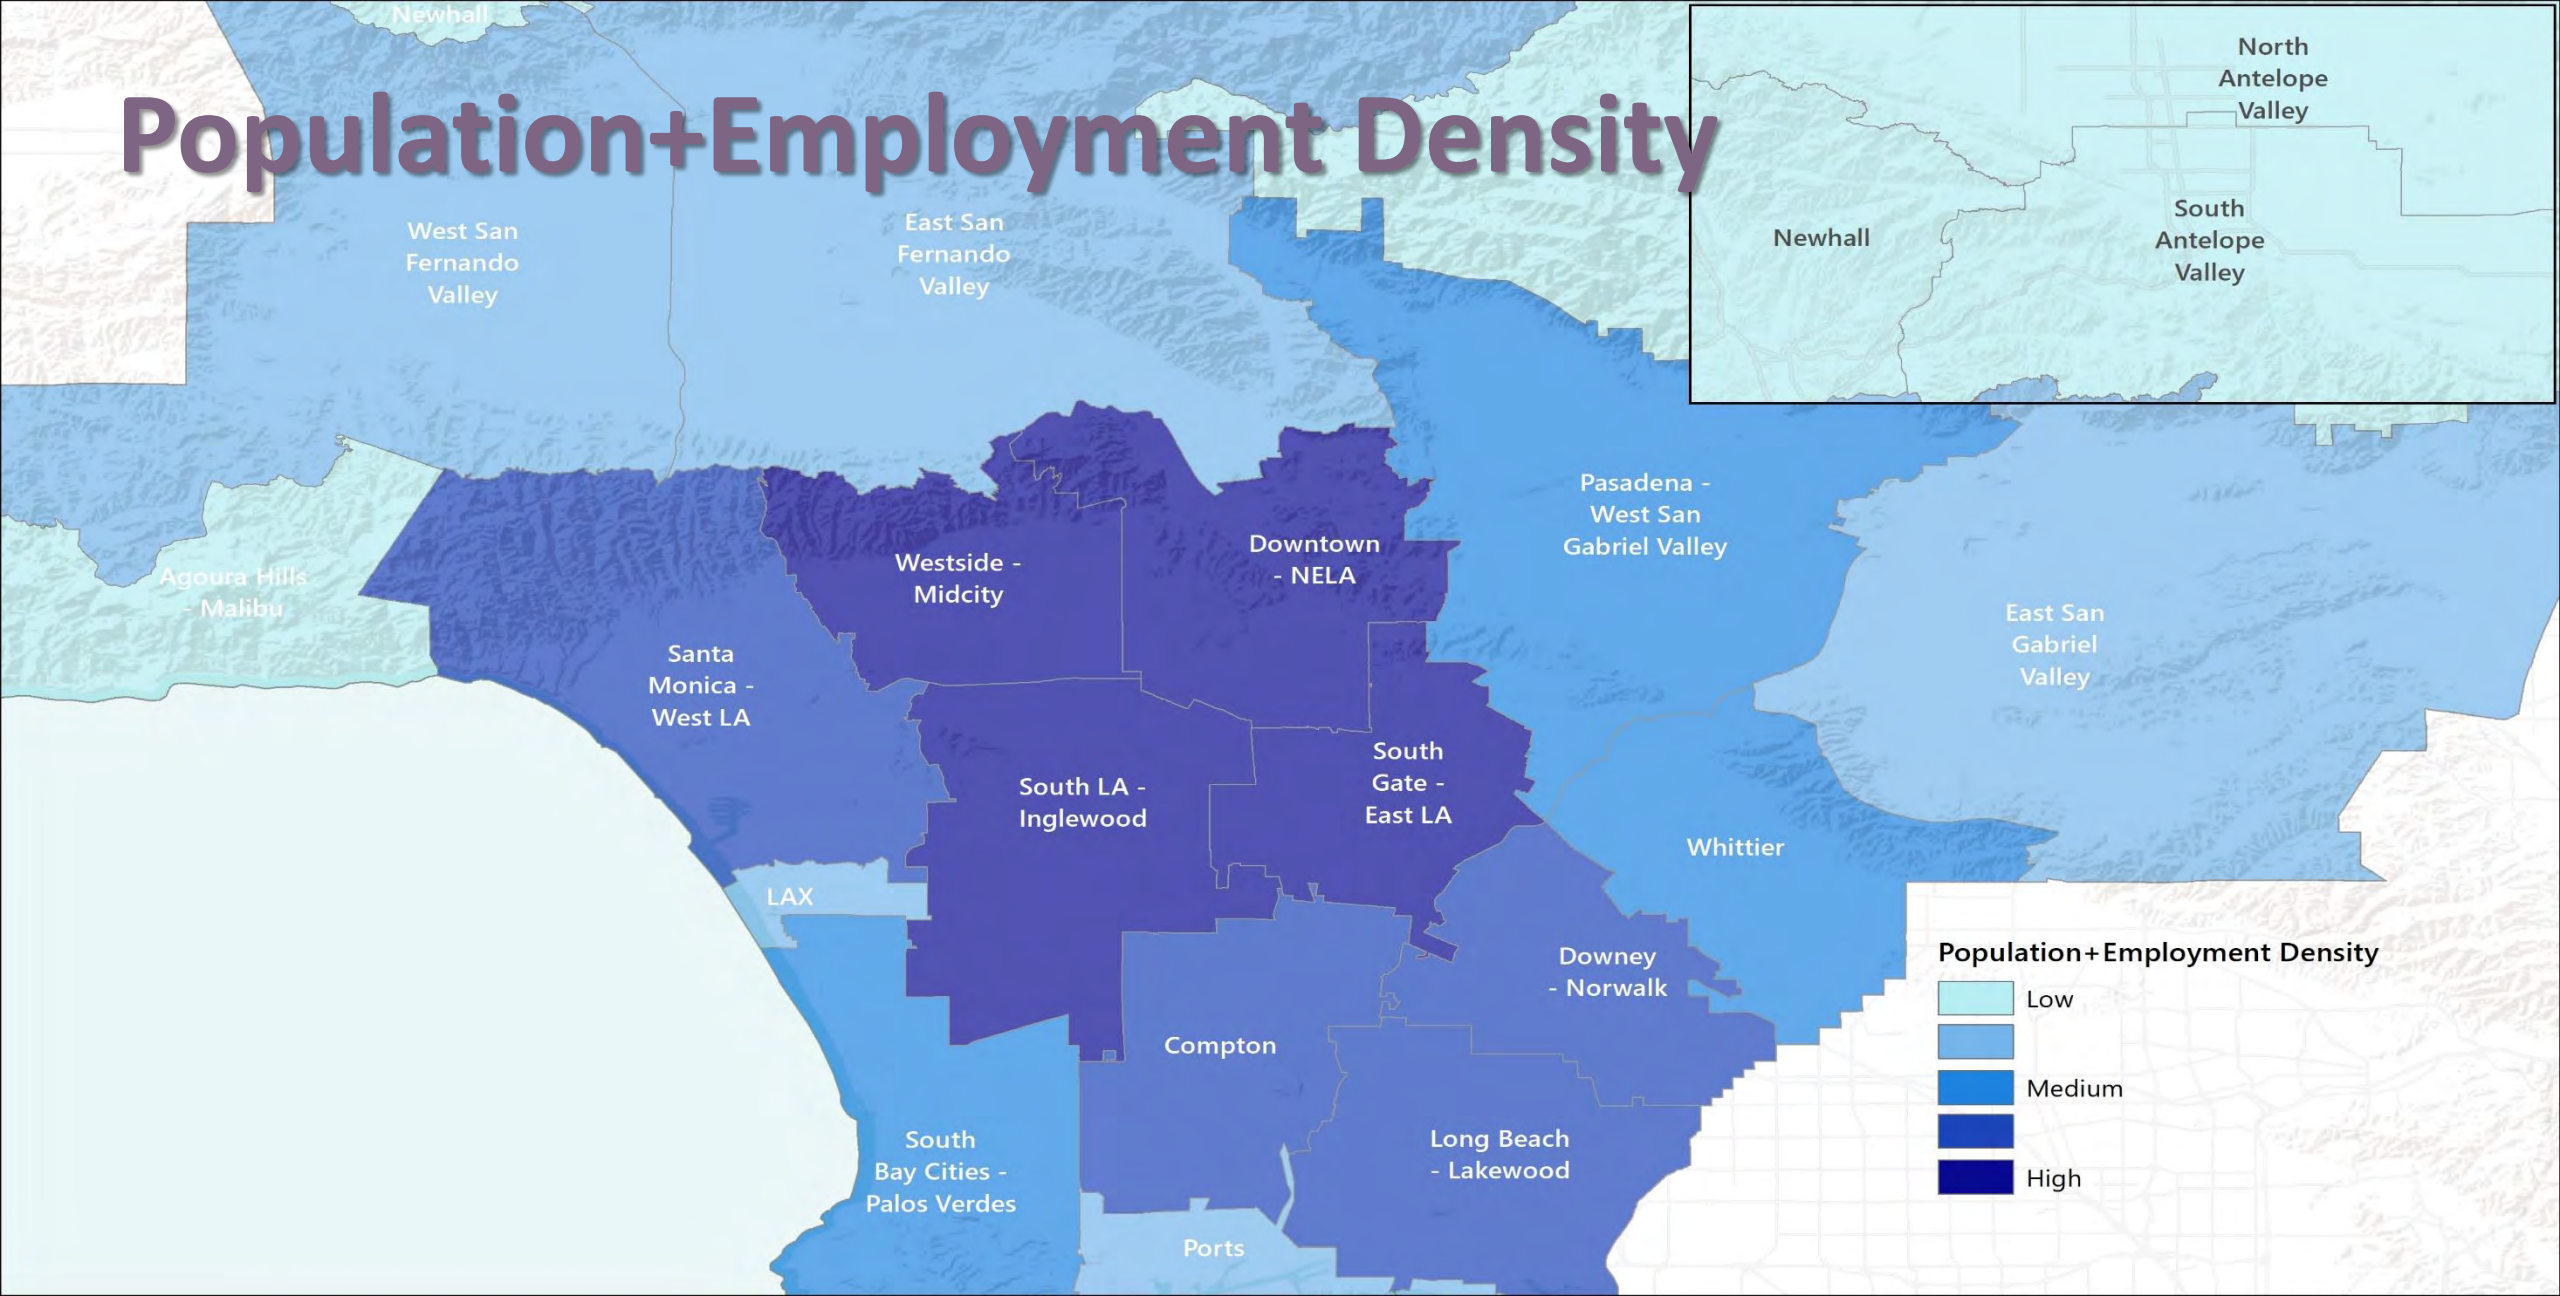 Newhall
Population+Employment Density
North
Antelope
Valley
Newhall
South
Antelope
Valley
West San
Fernando
Valley
East San
Fernando
Valley
Pasadena -
West San
Gabriel Valley
Westside -
Midcity
Downtown
- NELA
Agoura Hills
- Malibu
Santa
Monica -
West LA
East San
Gabriel
Valley
South LA -
Inglewood
South
Gate -
East LA
Whittier
LAX
Downey
- Norwalk
Compton
South
Bay Cities -
Palos Verdes
Long Beach
- Lakewood
Ports
Population+Employment Density
Low
Medium
High